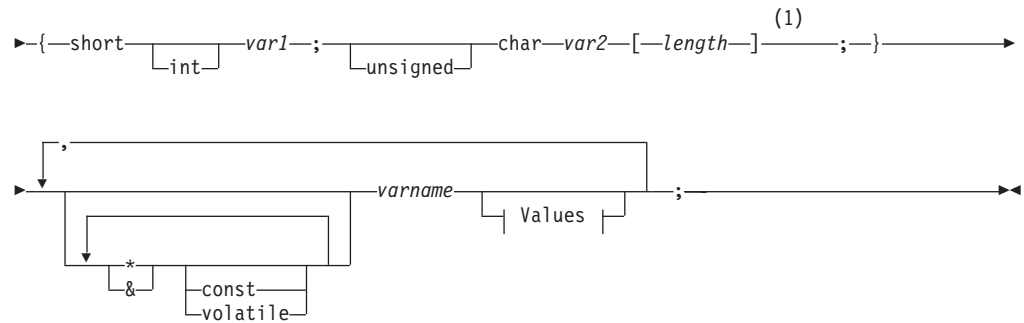 (1)
{ short var1 ; char var2 [ length ] ; }
int unsigned
,
varname ;
Values
*
& const
volatile